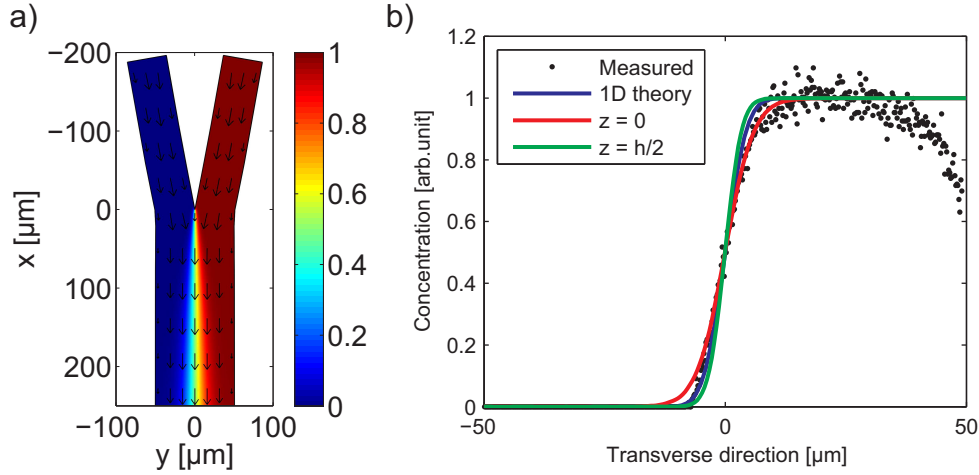 a)
x [µm]
−200
−100
0
100
200
−100
0
100
y [µm]
1
0.8
0.6
0.4
0.2
0
b)
Concentration [arb.unit]
1.2
1
0.8
0.6
0.4
0.2
0
Measured
1D theory
z = 0
z = h/2
−50
0
50
Transverse direction [µm]